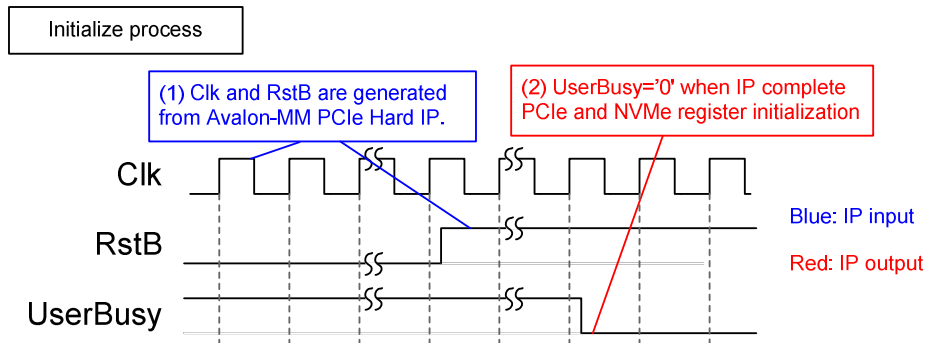 Initialize process
(1) Clk and RstB are generated
from Avalon-MM PCIe Hard IP.
(2) UserBusy='0' when IP complete
PCIe and NVMe register initialization
Clk
RstB
UserBusy
Blue: IP input
Red: IP output